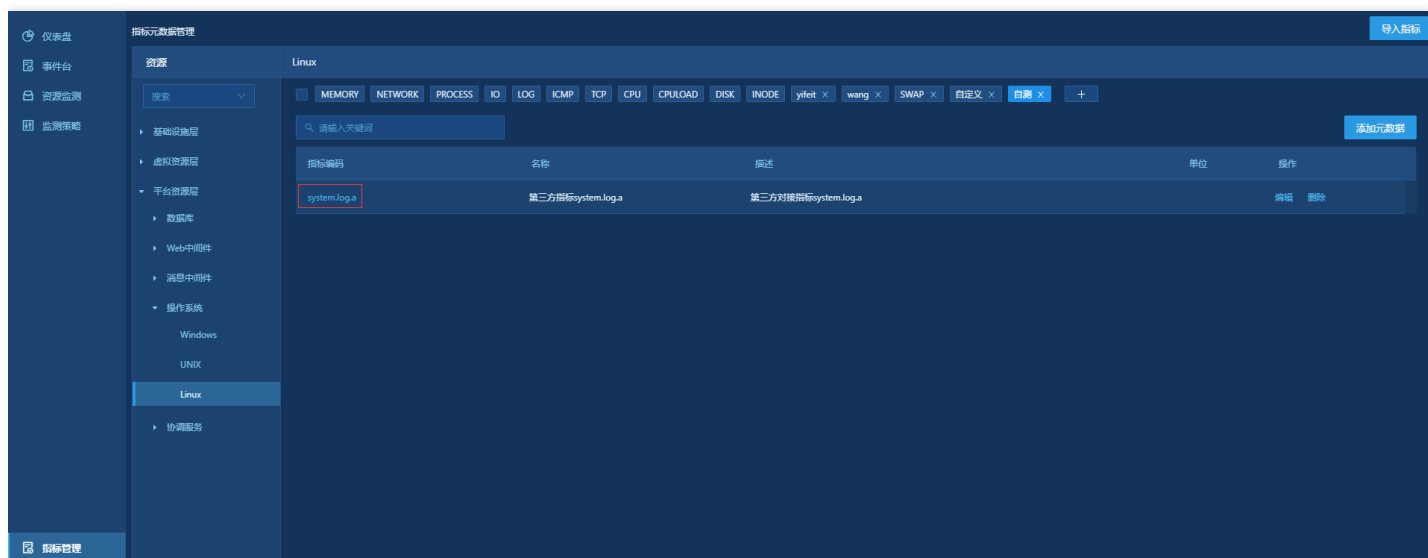 仪表盘
事件台
资源监测
监测策略
指标管理
指标元数据管理
导入指标
资源
搜索
基础设施层
虚拟资源层
平台资源层
数据库
Web中间件
消息中间件
操作系统
Windows
UNIX
Linux
协调服务
Linux
MEMORY NETWORK PROCESS IO LOG ICMP TCP CPU CPULOAD DISK INODE yifeit × wang × SWAP × 自定义 × 自测 × +
请输入关键词
添加元数据
指标编码 名称 描述 单位 操作
system.log.a 第三方指标system.log.a 第三方对接指标system.log.a 编辑 删除